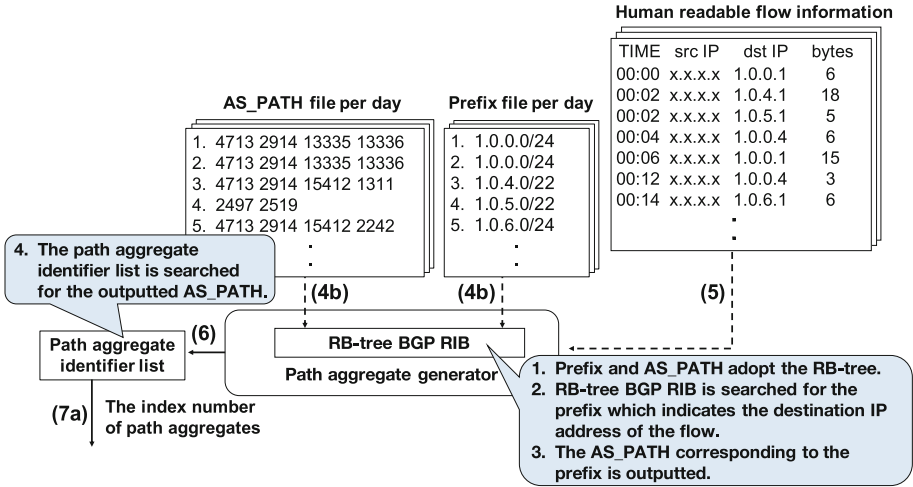 Human readable flow information
TIME src IP dst IP bytes
00:00 x.x.x.x 1.0.0.1 6
00:02 x.x.x.x 1.0.4.1 18
00:02 x.x.x.x 1.0.5.1 5
00:04 x.x.x.x 1.0.0.4 6
00:06 x.x.x.x 1.0.0.1 15
00:12 x.x.x.x 1.0.0.4 3
00:14 x.x.x.x 1.0.6.1 6
.
.
AS_PATH file per day
1. 4713 2914 13335 13336
2. 4713 2914 13335 13336
3. 4713 2914 15412 1311
4. 2497 2519
5. 4713 2914 15412 2242
.
.
Prefix file per day
1. 1.0.0.0/24
2. 1.0.0.0/24
3. 1.0.4.0/22
4. 1.0.5.0/22
5. 1.0.6.0/24
.
.
4. The path aggregate
identifier list is searched
for the outputted AS_PATH.
(4b)
(4b)
(5)
(6)
Path aggregate
identifier list
RB-tree BGP RIB
Path aggregate generator
1. Prefix and AS_PATH adopt the RB-tree.
2. RB-tree BGP RIB is searched for the
prefix which indicates the destination IP
address of the flow.
3. The AS_PATH corresponding to the
prefix is outputted.
(7a)
The index number
of path aggregates